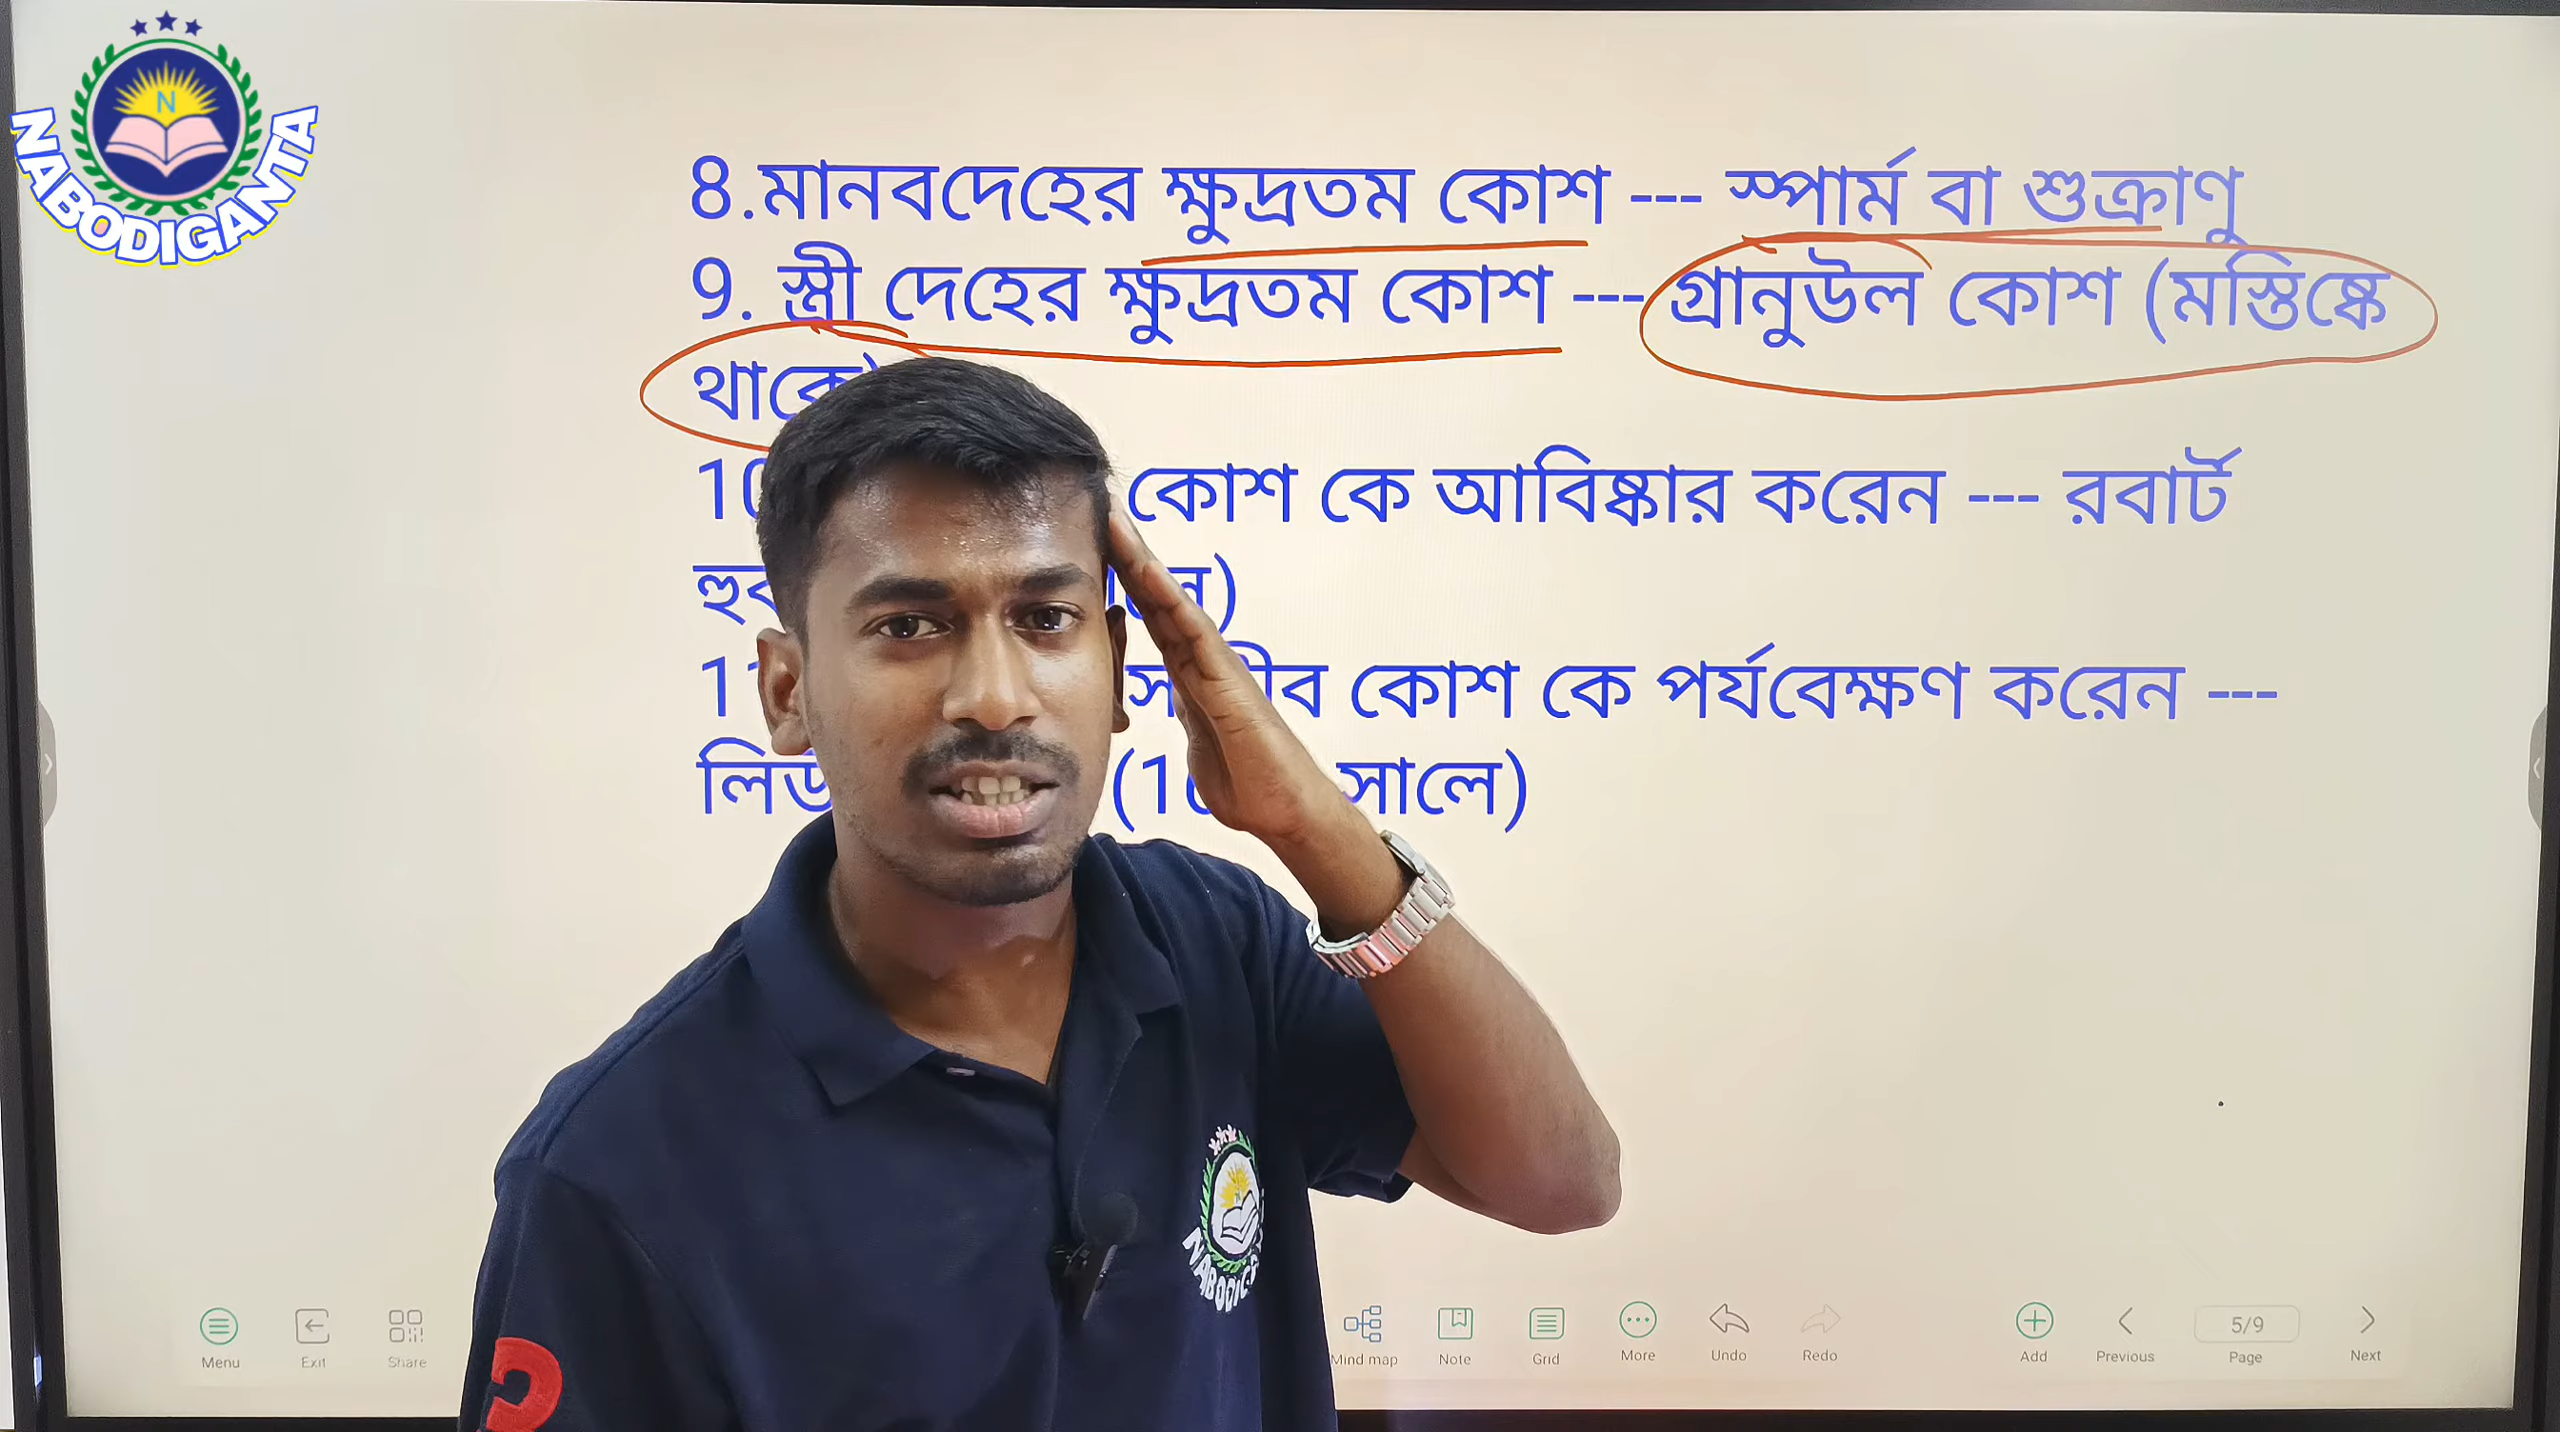 NABODIGANTA
8.মানবদেহের ক্ষুদ্রতম কোশ --- স্পার্ম বা শুক্রাণু
9. স্ত্রী দেহের ক্ষুদ্রতম কোশ --- গ্রানুউল কোশ (মস্তিষ্কে
থাকে)
কোশ কে আবিষ্কার করেন --- রবার্ট
কোশ কে পর্যবেক্ষণ করেন ---
সালে)
N
Menu Exit Share Mind map Note Grid More Undo Redo Add Previous 5/9 Page Next